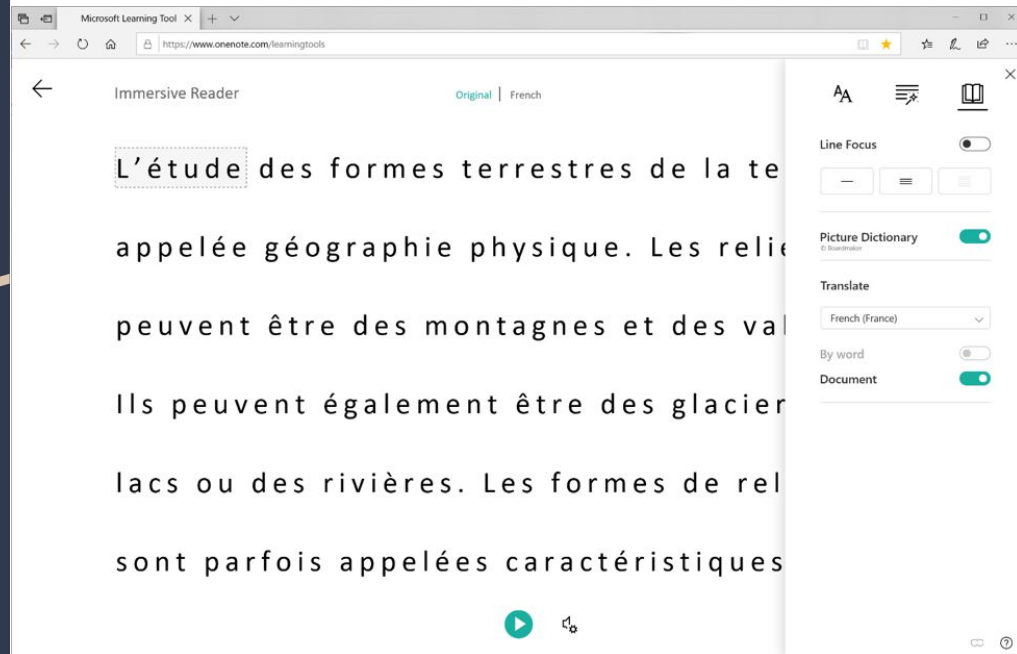 Microsoft Learning Tool
https://www.onenote.com/learningtools
Immersive Reader
Original | French
L'étude des formes terrestres de la te
appelée géographie physique. Les relie
peuvent être des montagnes et des val
Ils peuvent également être des glacier
lacs ou des rivières. Les formes de rel
sont parfois appelées caractéristiques
AA
Line Focus
Picture Dictionary
© Boardmaker
Translate
French (France)
By word
Document